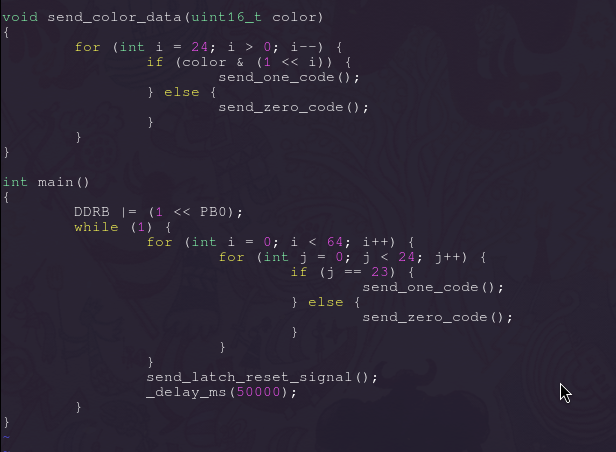 void send_color_data(uint16_t color)
{
        for (int i = 24; i > 0; i--) {
                if (color & (1 << i)) {
                        send_one_code();
                } else {
                        send_zero_code();
                }
        }
}

int main()
{
        DDRB |= (1 << PB0);
        while (1) {
                for (int i = 0; i < 64; i++) {
                        for (int j = 0; j < 24; j++) {
                                if (j == 23) {
                                        send_one_code();
                                } else {
                                        send_zero_code();
                                }
                        }
                }
                send_latch_reset_signal();
                _delay_ms(50000);
        }
}
~